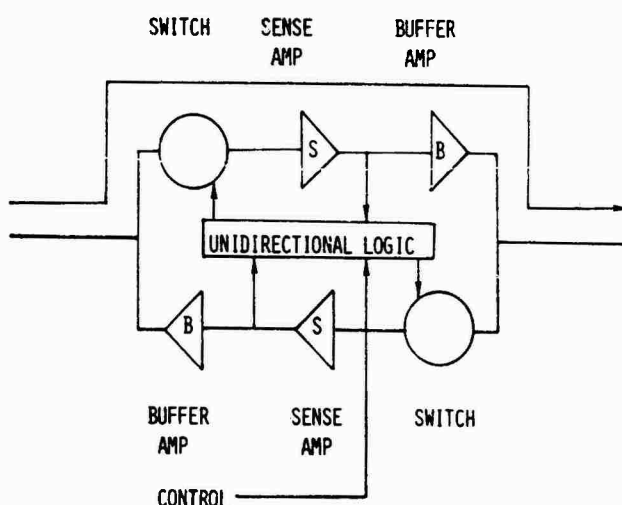 SWITCH SENSE BUFFER
AMP AMP
S
B
UNIDIRECTIONAL LOGIC
B
S
BUFFER SENSE SWITCH
AMP AMP
CONTROL